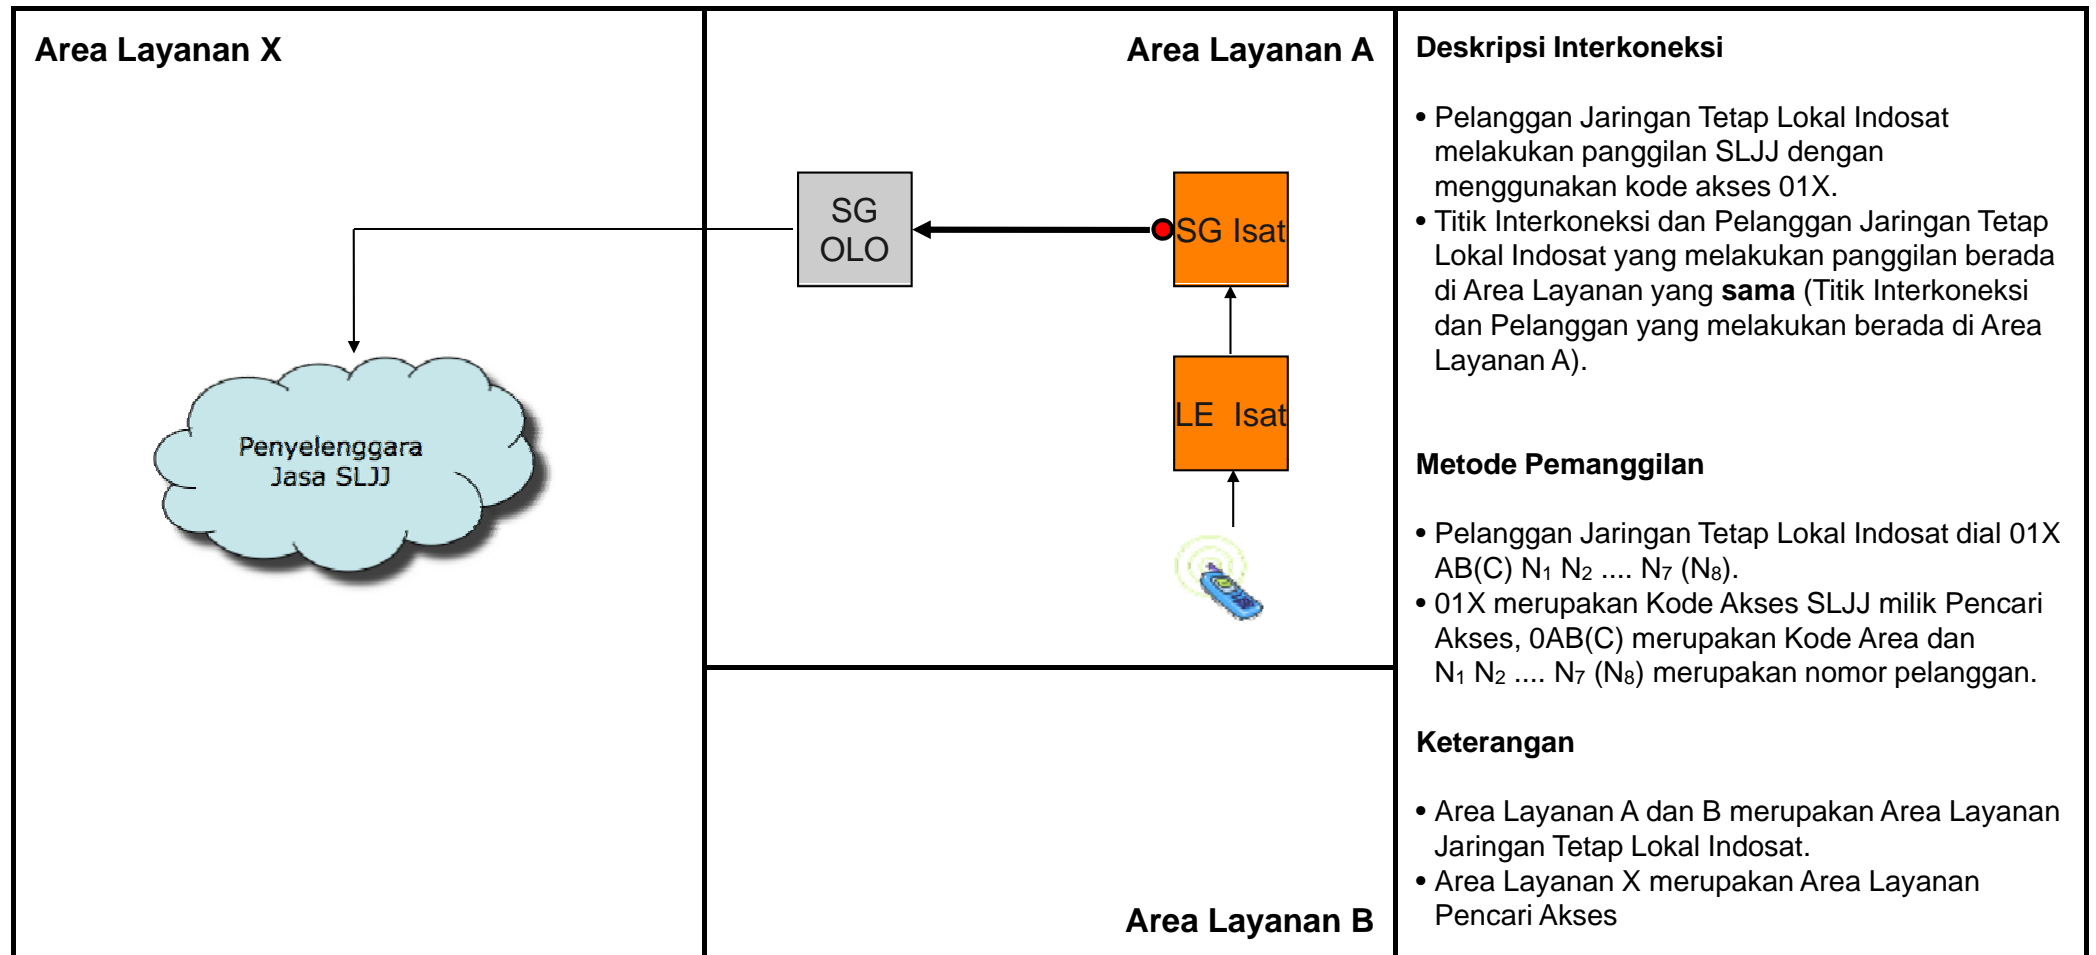 Area Layanan X
Penyelenggara
Jasa SLJJ
Area Layanan A
SG
OLO
SG Isat
LE Isat
Area Layanan B
Deskripsi Interkoneksi
• Pelanggan Jaringan Tetap Lokal Indosat
melakukan panggilan SLJJ dengan
menggunakan kode akses 01X.
• Titik Interkoneksi dan Pelanggan Jaringan Tetap
Lokal Indosat yang melakukan panggilan berada
di Area Layanan yang sama (Titik Interkoneksi
dan Pelanggan yang melakukan berada di Area
Layanan A).
Metode Pemanggilan
• Pelanggan Jaringan Tetap Lokal Indosat dial 01X
AB(C) N₁ N₂ .... N₇ (N₈).
• 01X merupakan Kode Akses SLJJ milik Pencari
Akses, 0AB(C) merupakan Kode Area dan
N₁ N₂ .... N₇ (N₈) merupakan nomor pelanggan.
Keterangan
• Area Layanan A dan B merupakan Area Layanan
Jaringan Tetap Lokal Indosat.
• Area Layanan X merupakan Area Layanan
Pencari Akses